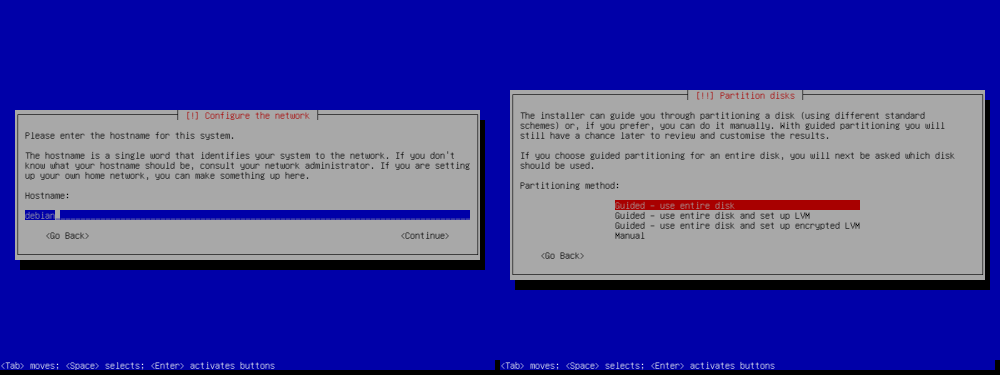 [!] Configure the network
Please enter the hostname for this system.
The hostname is a single word that identifies your system to the network. If you don't
know what your hostname should be, consult your network administrator. If you are setting
up your own home network, you can make something up here.
Hostname:
debian
<Go Back> <Continue>
<Tab> moves; <Space> selects; <Enter> activates buttons
[!!] Partition disks
The installer can guide you through partitioning a disk (using different standard
schemes) or, if you prefer, you can do it manually. With guided partitioning you will
still have a chance later to review and customise the results.
If you choose guided partitioning for an entire disk, you will next be asked which disk
should be used.
Partitioning method:
Guided - use entire disk
Guided - use entire disk and set up LVM
Guided - use entire disk and set up encrypted LVM
Manual
<Go Back>
<Tab> moves; <Space> selects; <Enter> activates buttons